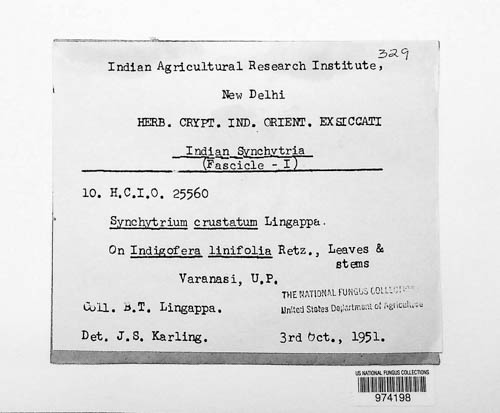 329
Indian Agricultural Research Institute,
New Delhi
HERB. CRYPT. IND. ORIENT. EXSICCATI
Indian Synchytria
(Fascicle - I)
10. H.C.I.O. 25560
Synchytrium crustatum Lingappa.
On Indigofera linifolia Retz., Leaves &
stems
Varanasi, U.P.
THE NATIONAL FUNGUS COLLECTIONS
Coll. B.T. Lingappa.
United States Department of Agriculture
Det. J.S. Karling. 3rd Oct., 1951.
US NATIONAL FUNGUS COLLECTIONS
974198